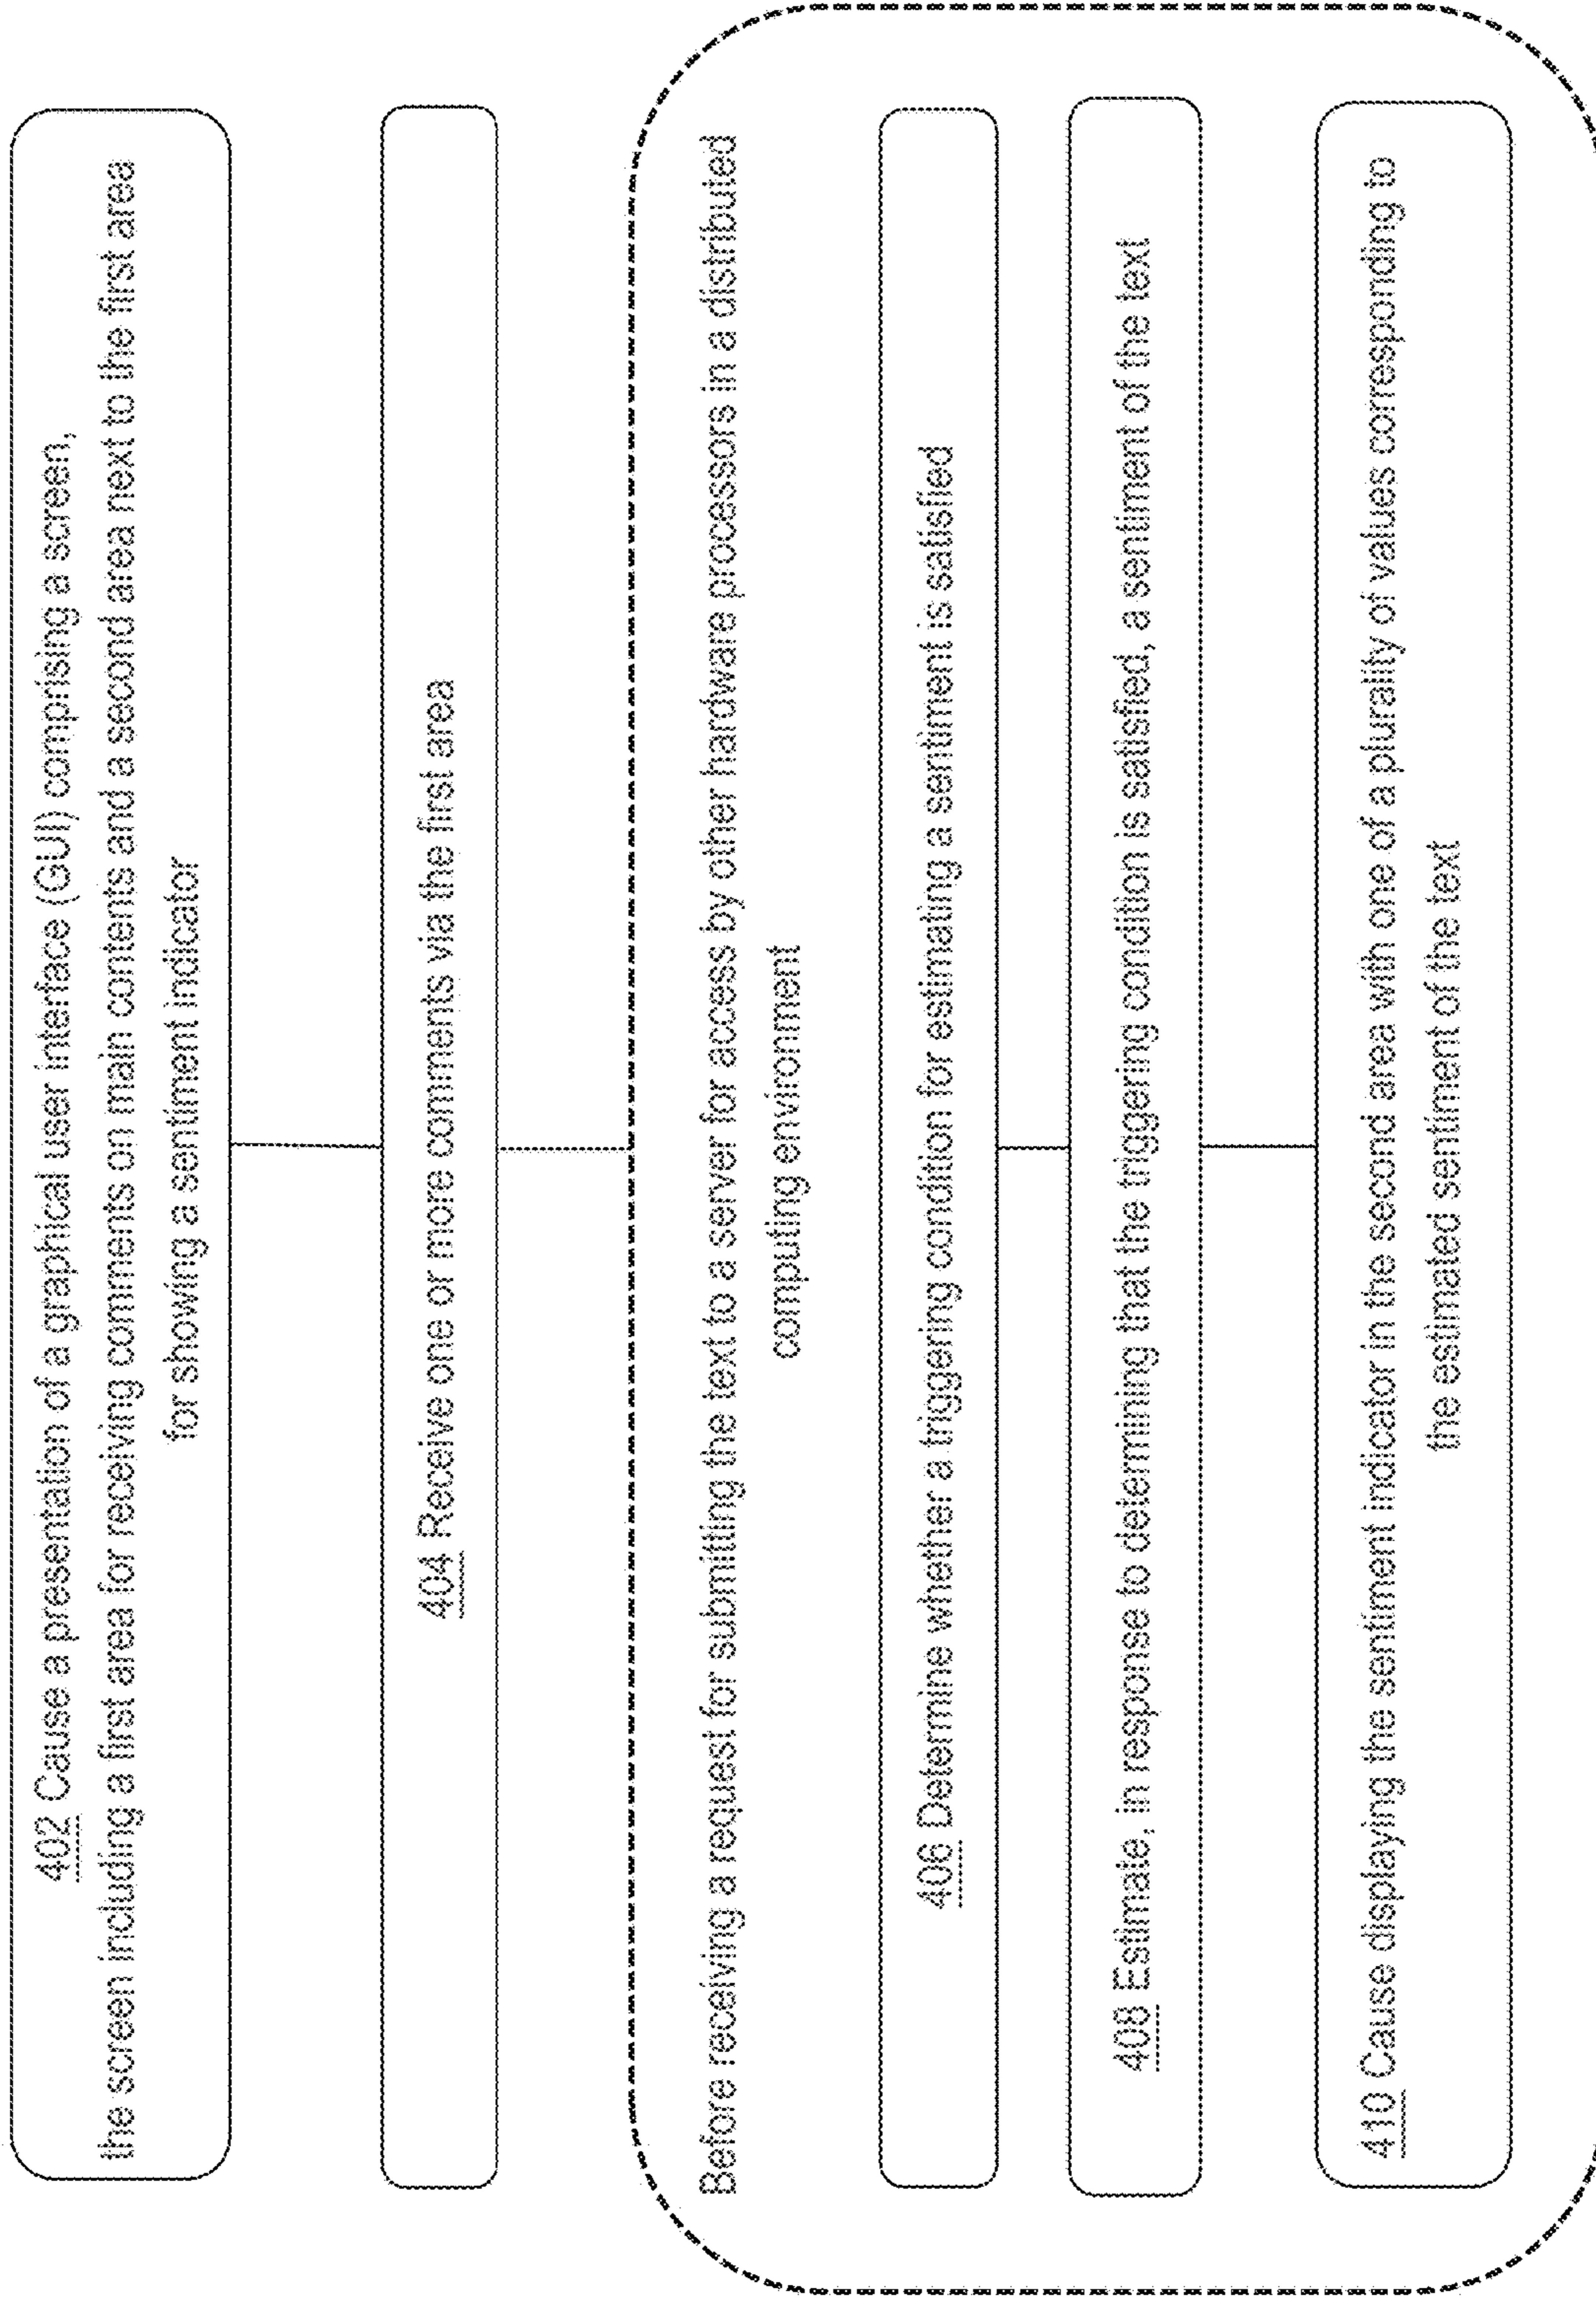 402 Cause a presentation of a graphical user interface (GUI) comprising a screen,
the screen including a first area for receiving comments on main contents and a second area next to the first area
for showing a sentiment indicator
404 Receive one or more comments via the first area
Before receiving a request for submitting the text to a server for access by other hardware processors in a distributed
computing environment
406 Determine whether a triggering condition for estimating a sentiment is satisfied
408 Estimate, in response to determining that the triggering condition is satisfied, a sentiment of the text
410 Cause displaying the sentiment indicator in the second area with one of a plurality of values corresponding to
the estimated sentiment of the text